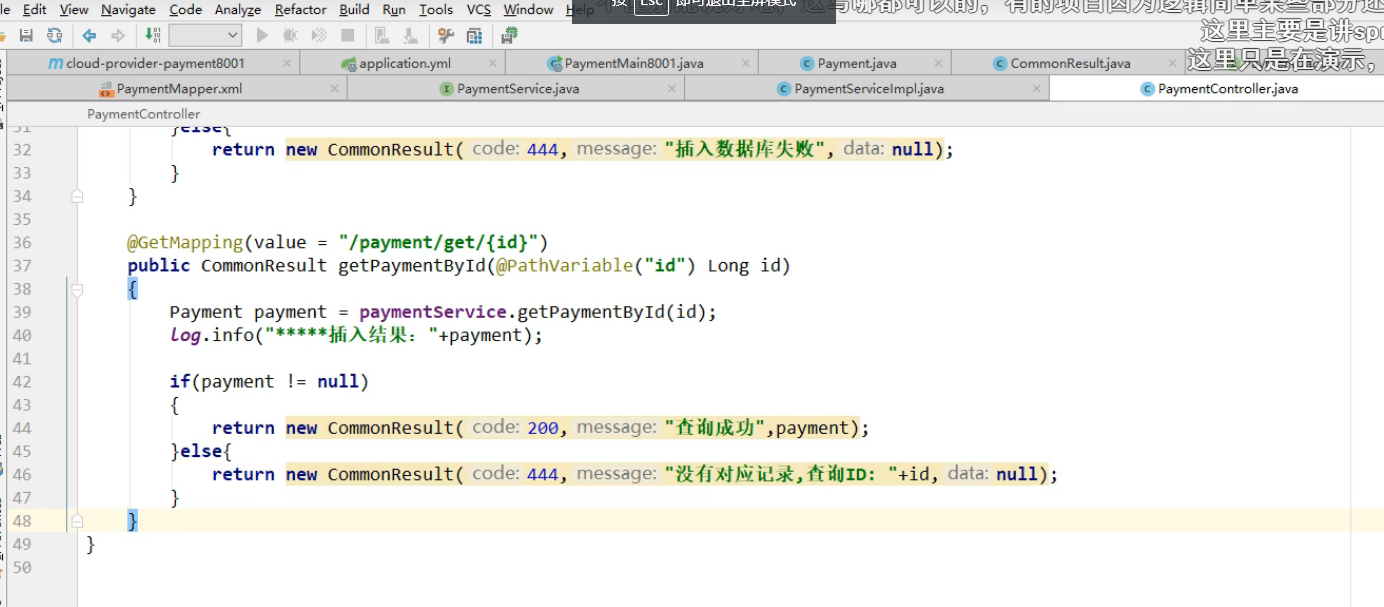 按 Esc 即可退出全屏模式
Edit View Navigate Code Analyze Refactor Build Run Tools VCS Window Help
这里主要是讲spr
这里只是在演示，
cloud-provider-payment8001 application.yml PaymentMain8001.java Payment.java CommonResult.java
PaymentMapper.xml PaymentService.java PaymentServiceImpl.java PaymentController.java
PaymentController
31 }else{
32 return new CommonResult( code: 444, message: "插入数据库失败", data: null);
33 }
34 }
35
36 @GetMapping(value = "/payment/get/{id}")
37 public CommonResult getPaymentById(@PathVariable("id") Long id)
38 {
39 Payment payment = paymentService.getPaymentById(id);
40 log.info("*****插入结果："+payment);
41
42 if(payment != null)
43 {
44 return new CommonResult( code: 200, message: "查询成功",payment);
45 }else{
46 return new CommonResult( code: 444, message: "没有对应记录,查询ID: "+id, data: null);
47 }
48 }
49 }
50